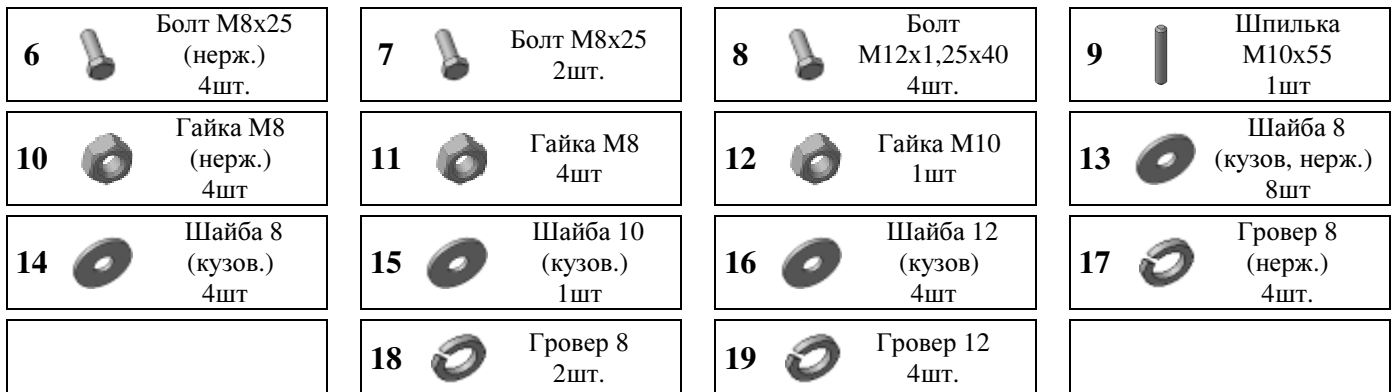 6
Болт М8х25
(нерж.)
4шт.
7
Болт М8х25
2шт.
8
Болт
М12х1,25х40
4шт.
9
Шпилька
М10х55
1шт
10
Гайка М8
(нерж.)
4шт
11
Гайка М8
4шт
12
Гайка М10
1шт
13
Шайба 8
(кузов, нерж.)
8шт
14
Шайба 8
(кузов.)
4шт
15
Шайба 10
(кузов.)
1шт
16
Шайба 12
(кузов)
4шт
17
Гровер 8
(нерж.)
4шт.
18
Гровер 8
2шт.
19
Гровер 12
4шт.